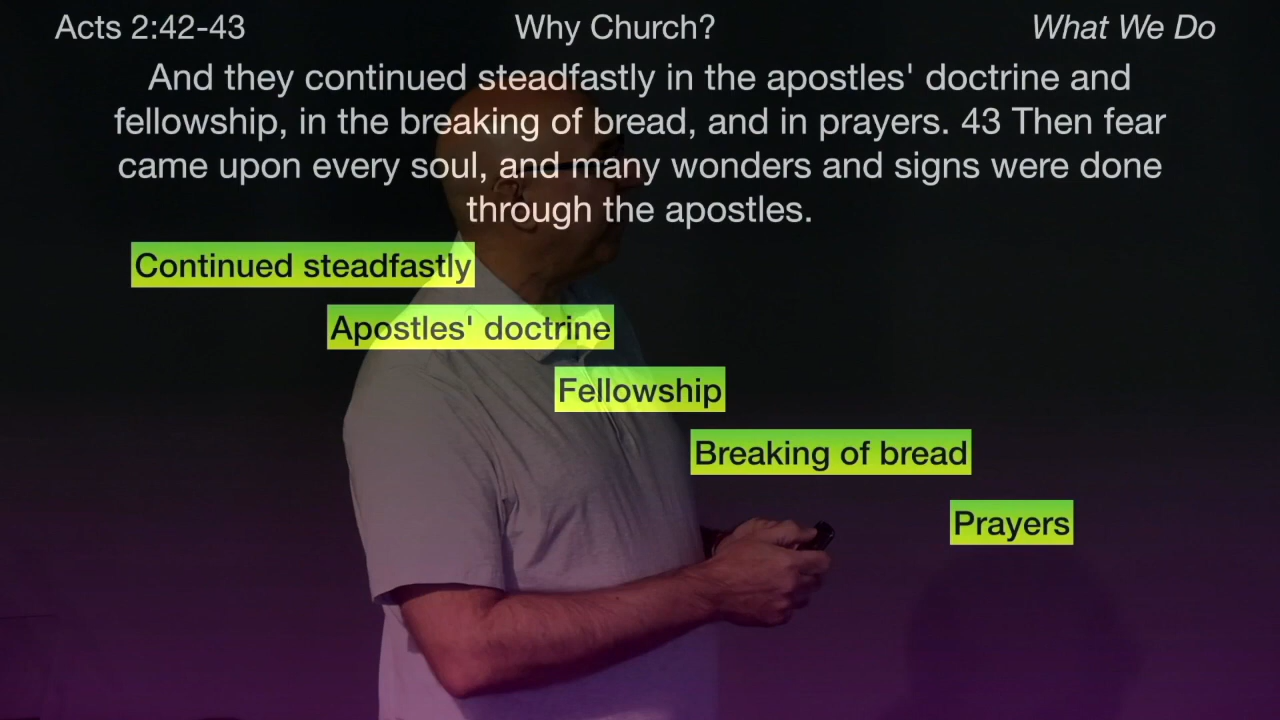 Acts 2:42-43
Why Church?
What We Do
And they continued steadfastly in the apostles' doctrine and
fellowship, in the breaking of bread, and in prayers. 43 Then fear
came upon every soul, and many wonders and signs were done
through the apostles.
Continued steadfastly
Apostles' doctrine
Fellowship
Breaking of bread
Prayers